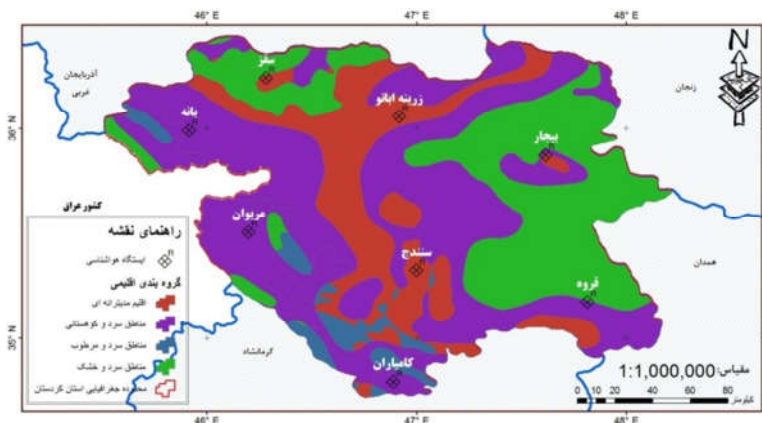 46° E
47° E
48° E
N
آذربایجان
غربی
سقز
زرینه اباتو
زنجان
بانه
36° N
بیجار
کشور عراق
مریوان
راهنمای نقشه
ایستگاه هواشناسی
گروه بندی اقلیمی
اقلیم مدیترانه ای
مناطق سرد و کوهستانی
مناطق سرد و مرطوب
مناطق سرد و خشک
محدوده جغرافیایی استان کردستان
سنندج
همدان
قروه
35° N
کرمانشاه
کامیاران
مقیاس: 1:1,000,000
0 10 20 40 60 80
کیلومتر
46° E
47° E
48° E